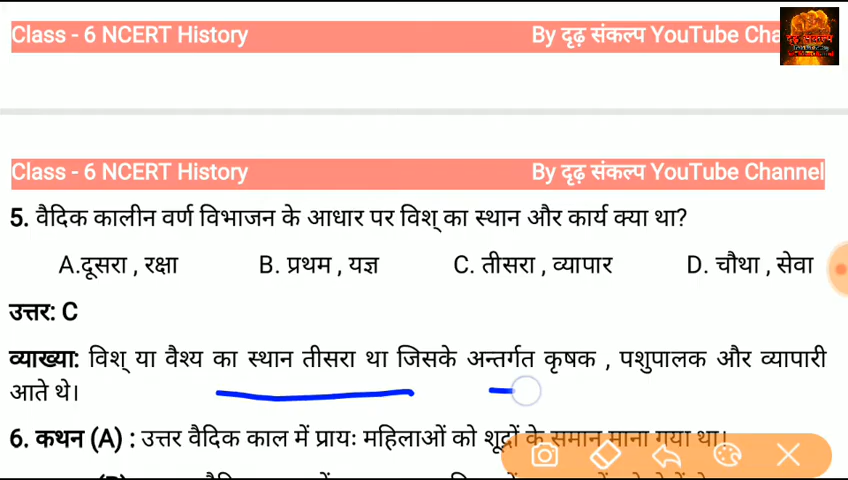 Class - 6 NCERT History By दृढ़ संकल्प YouTube Cha
दृढ़ संकल्प
Class - 6 NCERT History By दृढ़ संकल्प YouTube Channel
5. वैदिक कालीन वर्ण विभाजन के आधार पर विश् का स्थान और कार्य क्या था?
A.दूसरा , रक्षा B. प्रथम , यज्ञ C. तीसरा , व्यापार D. चौथा , सेवा
उत्तर: C
व्याख्या: विश् या वैश्य का स्थान तीसरा था जिसके अन्तर्गत कृषक , पशुपालक और व्यापारी
आते थे।
6. कथन (A) : उत्तर वैदिक काल में प्रायः महिलाओं को शूद्रों के समान माना गया था।